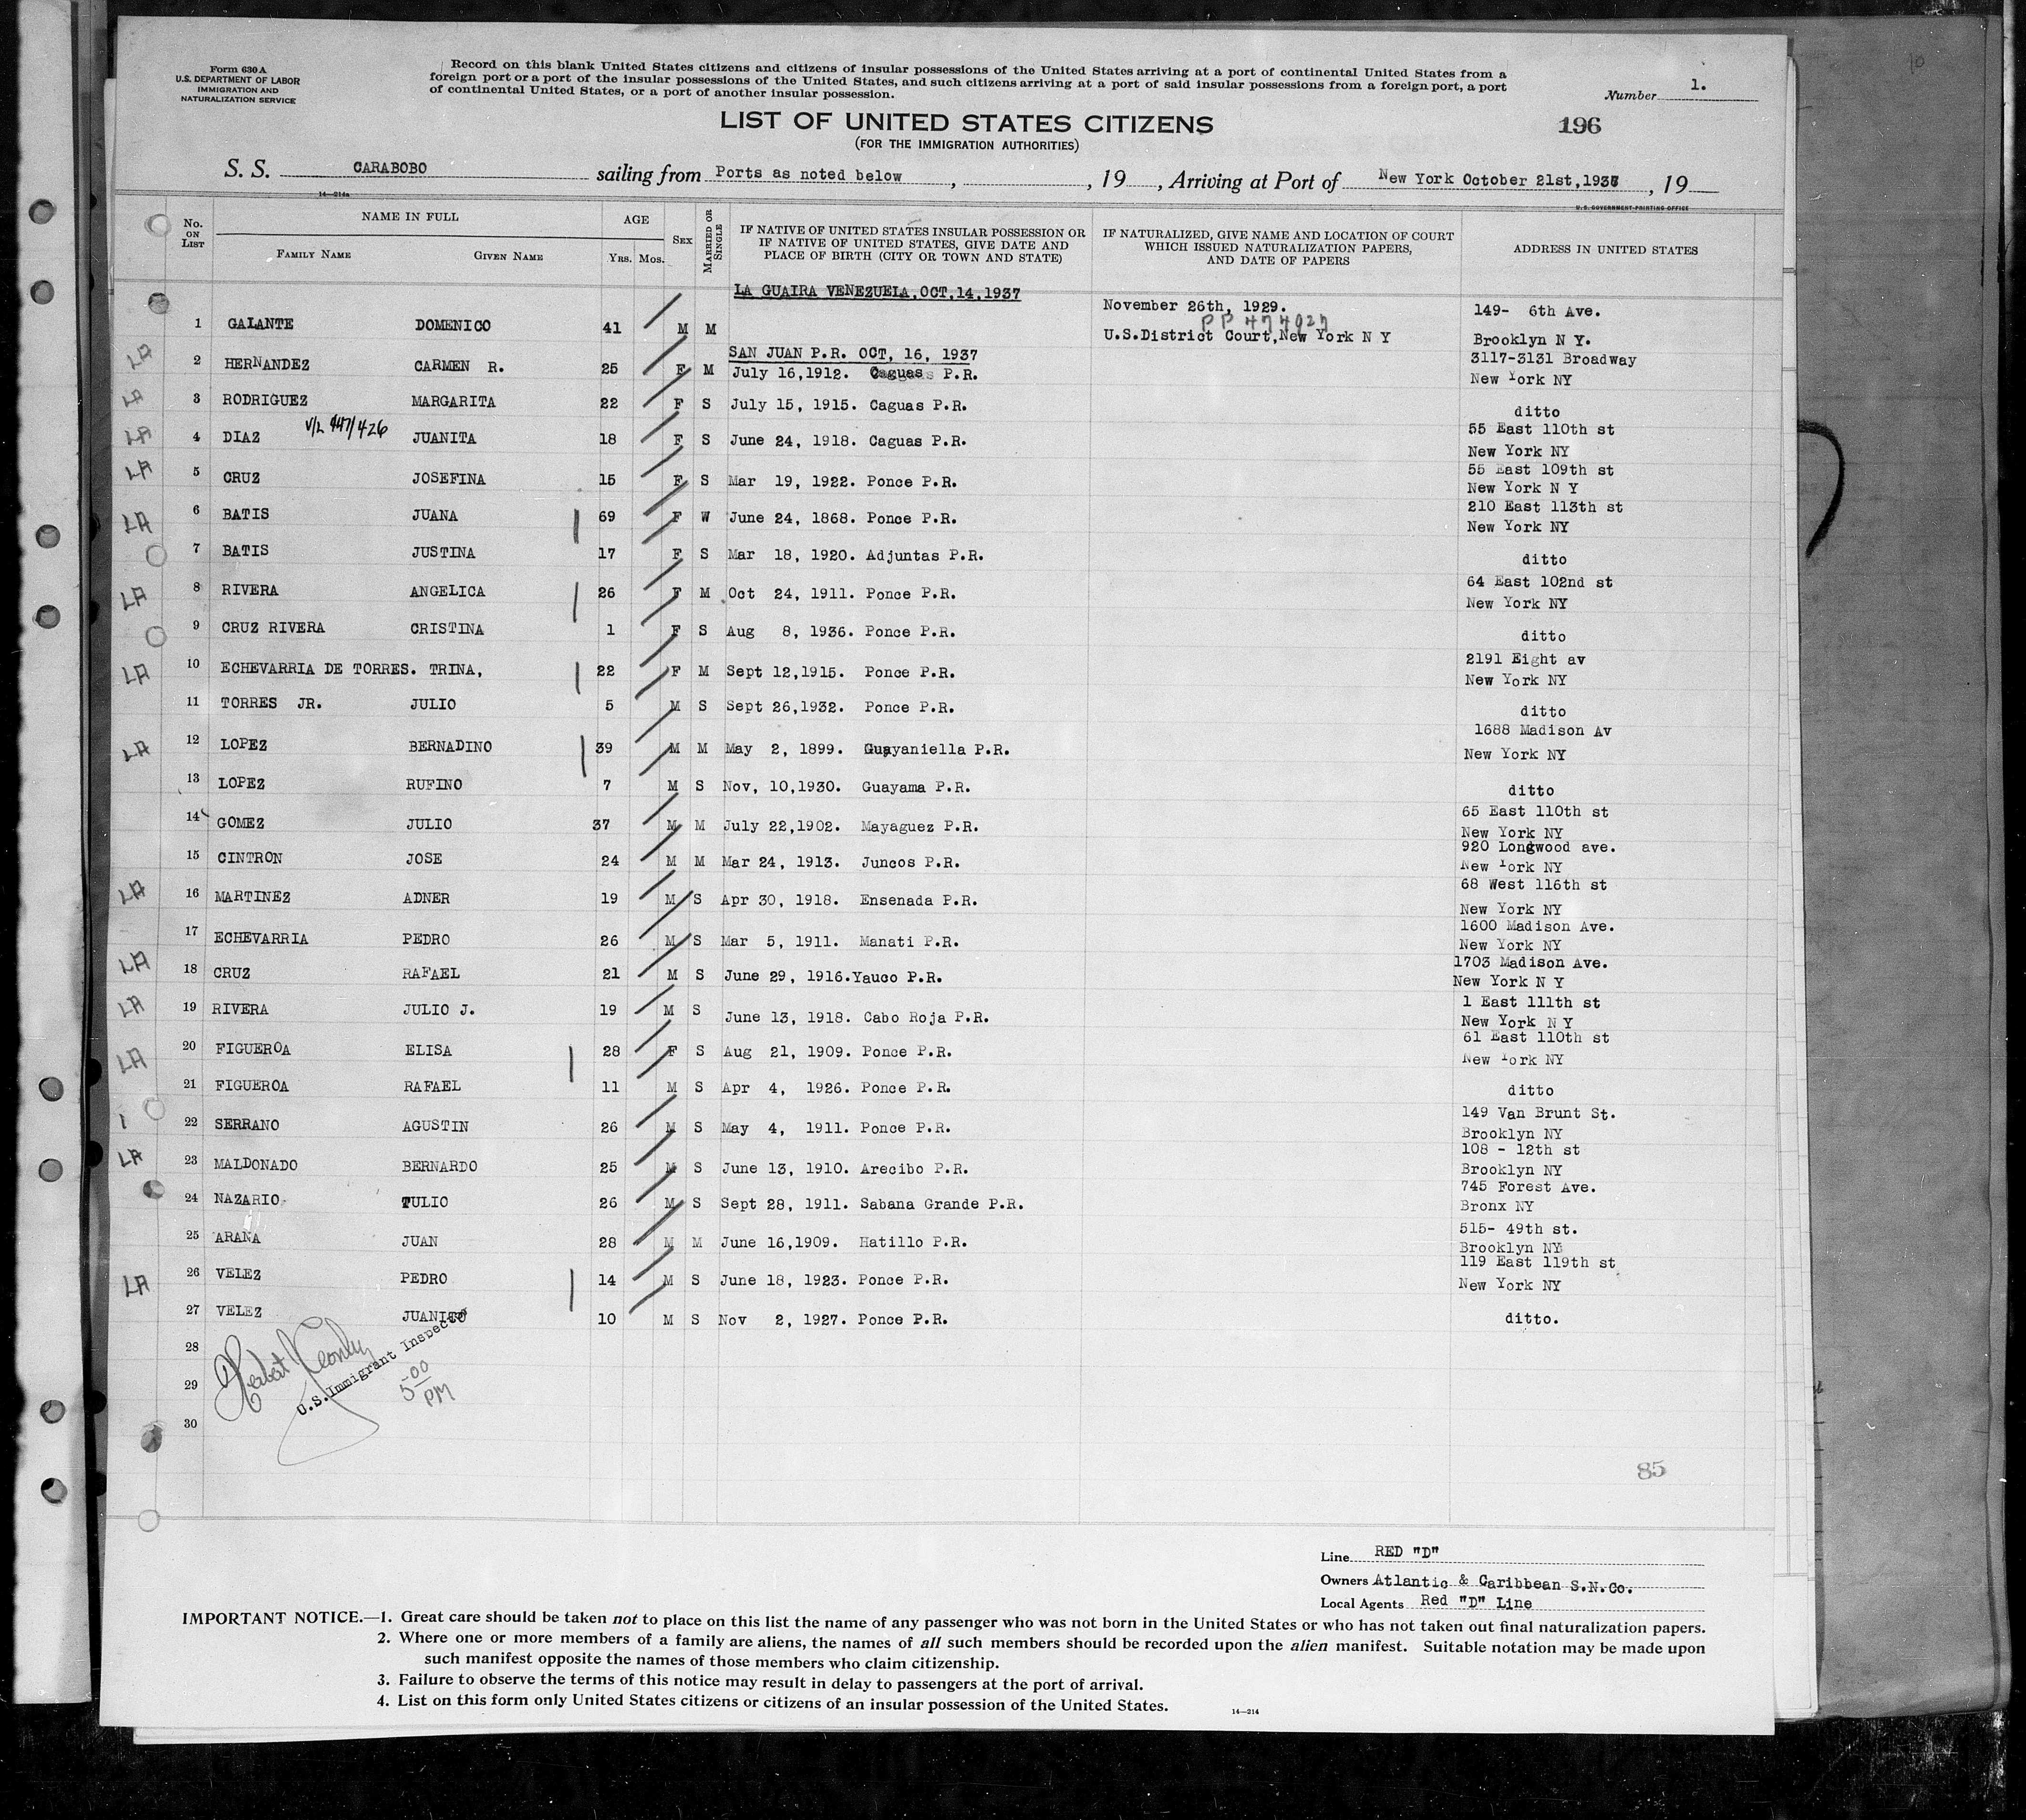 Form 630 A
U.S. DEPARTMENT OF LABOR
IMMIGRATION AND
NATURALIZATION SERVICE
Record on this blank United States citizens and citizens of insular possessions of the United States arriving at a port of continental United States from a
foreign port or a port of the insular possessions of the United States, and such citizens arriving at a port of said insular possessions from a foreign port, a port
of continental United States, or a port of another insular possession.
Number 1.
LIST OF UNITED STATES CITIZENS
(FOR THE IMMIGRATION AUTHORITIES)
196
S. S. CARABOBO sailing from Ports as noted below , , 19 , Arriving at Port of New York October 21st,1937 , 19
14—214a
U.S. GOVERNMENT PRINTING OFFICE
No. ON LIST NAME IN FULL FAMILY NAME GIVEN NAME AGE YRS. MOS. SEX MARRIED OR SINGLE IF NATIVE OF UNITED STATES INSULAR POSSESSION OR IF NATIVE OF UNITED STATES, GIVE DATE AND PLACE OF BIRTH (CITY OR TOWN AND STATE) IF NATURALIZED, GIVE NAME AND LOCATION OF COURT WHICH ISSUED NATURALIZATION PAPERS, AND DATE OF PAPERS ADDRESS IN UNITED STATES
LA GUAIRA VENEZUELA,OCT,14,1937
November 26th, 1929. 149- 6th Ave.
PP 474927
1 GALANTE DOMENICO 41 M M U.S.District Court,New York N Y Brooklyn N Y.
SAN JUAN P.R. OCT, 16, 1937 3117-3131 Broadway
LA 2 HERNANDEZ CARMEN R. 25 F M July 16,1912. Caguas P.R. New York NY
LA 3 RODRIGUEZ MARGARITA 22 F S July 15, 1915. Caguas P.R. ditto
V/L 447/426 55 East 110th st
LA 4 DIAZ JUANITA 18 F S June 24, 1918. Caguas P.R. New York NY
55 East 109th st
LA 5 CRUZ JOSEFINA 15 F S Mar 19, 1922. Ponce P.R. New York N Y
210 East 113th st
LA 6 BATIS JUANA 69 F W June 24, 1868. Ponce P.R. New York NY
7 BATIS JUSTINA 17 F S Mar 18, 1920. Adjuntas P.R. ditto
64 East 102nd st
LA 8 RIVERA ANGELICA 26 F M Oct 24, 1911. Ponce P.R. New York NY
9 CRUZ RIVERA CRISTINA 1 F S Aug 8, 1936. Ponce P.R. ditto
2191 Eight av
LA 10 ECHEVARRIA DE TORRES. TRINA, 22 F M Sept 12,1915. Ponce P.R. New York NY
11 TORRES JR. JULIO 5 M S Sept 26,1932. Ponce P.R. ditto
1688 Madison Av
LA 12 LOPEZ BERNADINO 39 M M May 2, 1899. Guayaniella P.R. New York NY
13 LOPEZ RUFINO 7 M S Nov, 10,1930. Guayama P.R. ditto
65 East 110th st
14 GOMEZ JULIO 37 M M July 22,1902. Mayaguez P.R. New York NY
920 Longwood ave.
15 CINTRON JOSE 24 M M Mar 24, 1913. Juncos P.R. New York NY
68 West 116th st
LA 16 MARTINEZ ADNER 19 M S Apr 30, 1918. Ensenada P.R. New York NY
1600 Madison Ave.
17 ECHEVARRIA PEDRO 26 M S Mar 5, 1911. Manati P.R. New York NY
1703 Madison Ave.
LA 18 CRUZ RAFAEL 21 M S June 29, 1916.Yauco P.R. New York N Y
1 East 111th st
LA 19 RIVERA JULIO J. 19 M S June 13, 1918. Cabo Roja P.R. New York N Y
61 East 110th st
LA 20 FIGUEROA ELISA 28 F S Aug 21, 1909. Ponce P.R. New York NY
21 FIGUEROA RAFAEL 11 M S Apr 4, 1926. Ponce P.R. ditto
149 Van Brunt St.
22 SERRANO AGUSTIN 26 M S May 4, 1911. Ponce P.R. Brooklyn NY
108 - 12th st
LA 23 MALDONADO BERNARDO 25 M S June 13, 1910. Arecibo P.R. Brooklyn NY
745 Forest Ave.
24 NAZARIO TULIO 26 M S Sept 28, 1911. Sabana Grande P.R. Bronx NY
515- 49th st.
25 ARANA JUAN 28 M M June 16,1909. Hatillo P.R. Brooklyn NY
119 East 119th st
LA 26 VELEZ PEDRO 14 M S June 18, 1923. Ponce P.R. New York NY
27 VELEZ JUANITO 10 M S Nov 2, 1927. Ponce P.R. ditto.
28
29
30
U.S.Immigrant Inspector
5-00
PM
85
Line RED "D"
Owners Atlantic & Caribbean S.N.Co.
Local Agents Red "D" Line
IMPORTANT NOTICE.—1. Great care should be taken not to place on this list the name of any passenger who was not born in the United States or who has not taken out final naturalization papers.
2. Where one or more members of a family are aliens, the names of all such members should be recorded upon the alien manifest. Suitable notation may be made upon
such manifest opposite the names of those members who claim citizenship.
3. Failure to observe the terms of this notice may result in delay to passengers at the port of arrival.
4. List on this form only United States citizens or citizens of an insular possession of the United States.
14—214